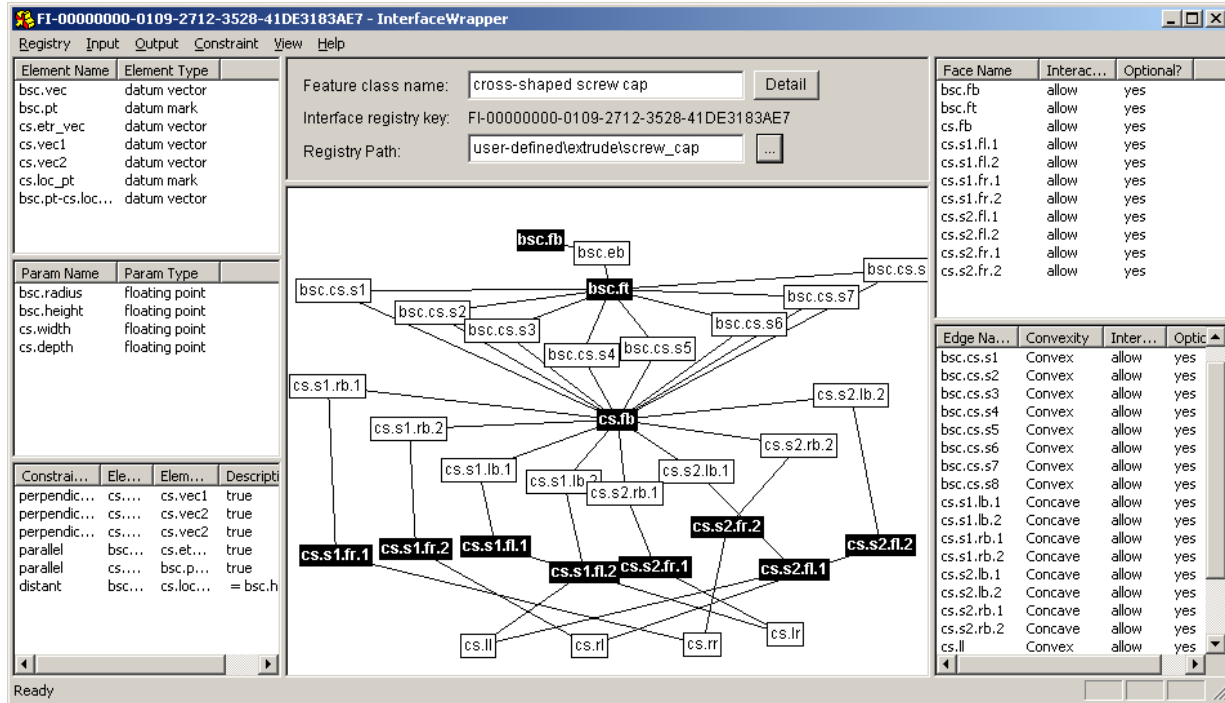 FI-00000000-0109-2712-3528-41DE3183AE7 - InterfaceWrapper
Registry Input Output Constraint View Help
Element Name Element Type
bsc.vec datum vector
bsc.pt datum mark
cs.etr_vec datum vector
cs.vec1 datum vector
cs.vec2 datum vector
cs.loc_pt datum mark
bsc.pt-cs.loc... datum vector
Param Name Param Type
bsc.radius floating point
bsc.height floating point
cs.width floating point
cs.depth floating point
Constrai... Ele... Elem... Descripti
perpendic... cs.... cs.vec1 true
perpendic... cs.... cs.vec2 true
perpendic... cs.... cs.vec2 true
parallel bsc... cs.et... true
parallel cs.... bsc.p... true
distant bsc... cs.loc... = bsc.h
Feature class name: cross-shaped screw cap Detail
Interface registry key: FI-00000000-0109-2712-3528-41DE3183AE7
Registry Path: user-defined\extrude\screw_cap ...
bsc.fb
bsc.eb
bsc.cs.s
bsc.cs.s1
bsc.ft
bsc.cs.s7
bsc.cs.s2
bsc.cs.s3
bsc.cs.s6
bsc.cs.s4
bsc.cs.s5
cs.s1.rb.1
cs.s2.lb.2
cs.fb
cs.s1.rb.2
cs.s2.rb.2
cs.s1.lb.1
cs.s1.lb.2
cs.s2.lb.1
cs.s2.rb.1
cs.s2.fr.2
cs.s1.fr.1
cs.s1.fr.2
cs.s1.fl.1
cs.s2.fl.2
cs.s1.fl.2
cs.s2.fr.1
cs.s2.fl.1
cs.ll
cs.rl
cs.rr
cs.lr
Face Name Interac... Optional?
bsc.fb allow yes
bsc.ft allow yes
cs.fb allow yes
cs.s1.fl.1 allow yes
cs.s1.fl.2 allow yes
cs.s1.fr.1 allow yes
cs.s1.fr.2 allow yes
cs.s2.fl.1 allow yes
cs.s2.fl.2 allow yes
cs.s2.fr.1 allow yes
cs.s2.fr.2 allow yes
Edge Na... Convexity Inter... Optic
bsc.cs.s1 Convex allow yes
bsc.cs.s2 Convex allow yes
bsc.cs.s3 Convex allow yes
bsc.cs.s4 Convex allow yes
bsc.cs.s5 Convex allow yes
bsc.cs.s6 Convex allow yes
bsc.cs.s7 Convex allow yes
bsc.cs.s8 Convex allow yes
cs.s1.lb.1 Concave allow yes
cs.s1.lb.2 Concave allow yes
cs.s1.rb.1 Concave allow yes
cs.s1.rb.2 Concave allow yes
cs.s2.lb.1 Concave allow yes
cs.s2.lb.2 Concave allow yes
cs.s2.rb.1 Concave allow yes
cs.s2.rb.2 Concave allow yes
cs.ll Convex allow yes
Ready